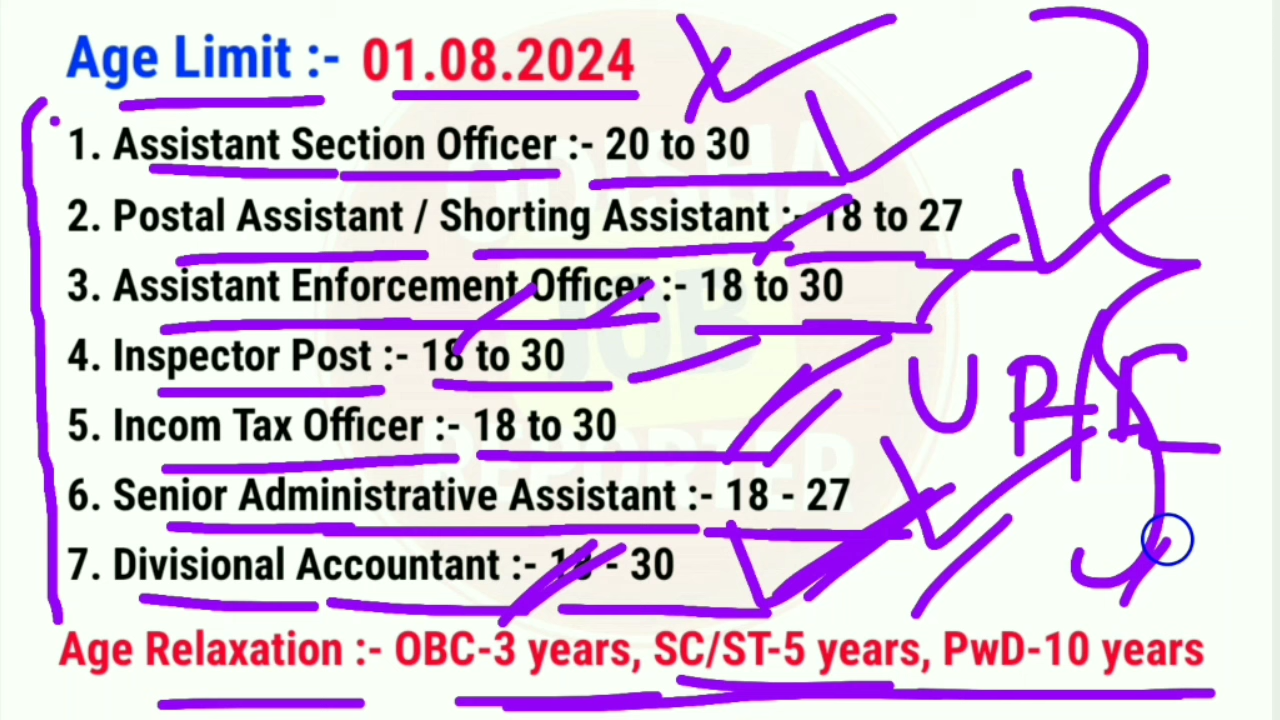 Age Limit :- 01.08.2024
1. Assistant Section Officer :- 20 to 30
2. Postal Assistant / Shorting Assistant :- 18 to 27
3. Assistant Enforcement Officer :- 18 to 30
4. Inspector Post :- 18 to 30
5. Incom Tax Officer :- 18 to 30
6. Senior Administrative Assistant :- 18 - 27
7. Divisional Accountant :- 18 - 30
Age Relaxation :- OBC-3 years, SC/ST-5 years, PwD-10 years